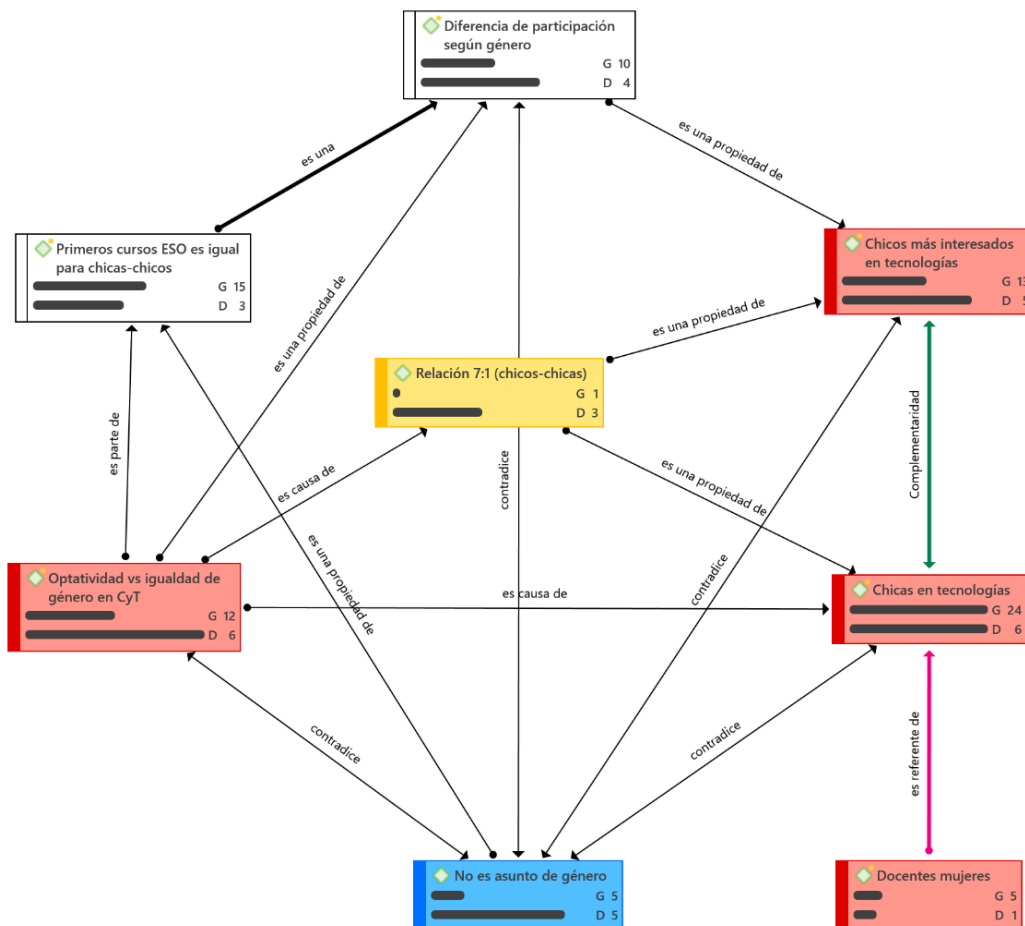 Diferencia de participación
según género
G 10
D 4
es una
es una propiedad de
Primeros cursos ESO es igual
para chicas-chicos
G 15
D 3
Chicos más interesados
en tecnologías
G 13
D 5
es una propiedad de
es una propiedad de
Relación 7:1 (chicos-chicas)
G 1
D 3
es parte de
es causa de
contradice
es una propiedad de
Complementaridad
es una propiedad de
contradice
Optatividad vs igualdad de
género en CyT
G 12
D 6
es causa de
Chicas en tecnologías
G 24
D 6
contradice
contradice
es referente de
No es asunto de género
G 5
D 5
Docentes mujeres
G 5
D 1